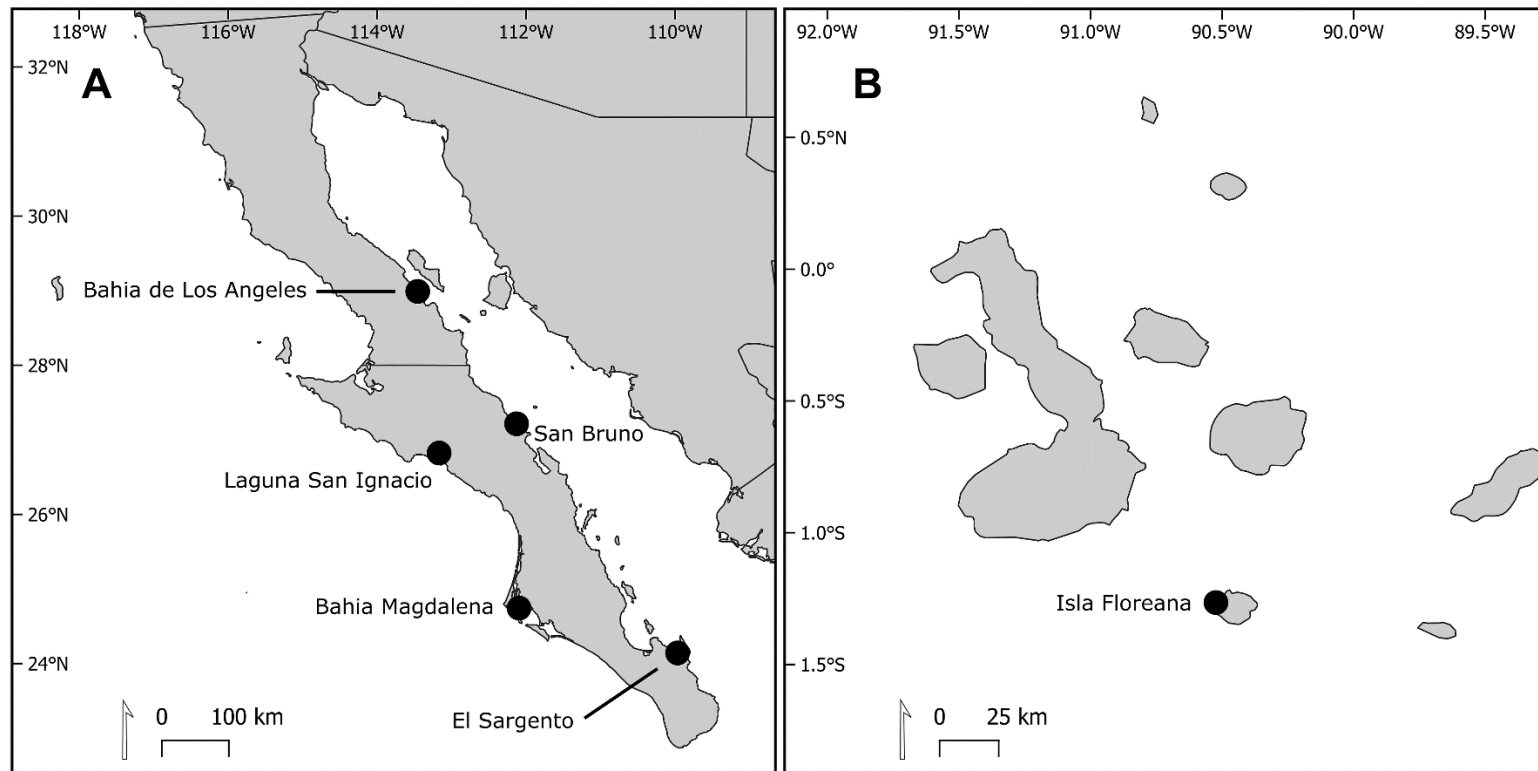 118°W 116°W 114°W 112°W 110°W
32°N
A
30°N
Bahia de Los Angeles
28°N
San Bruno
Laguna San Ignacio
26°N
Bahia Magdalena
24°N
El Sargento
0 100 km
92.0°W 91.5°W 91.0°W 90.5°W 90.0°W 89.5°W
B
0.5°N
0.0°
0.5°S
1.0°S
Isla Floreana
1.5°S
0 25 km